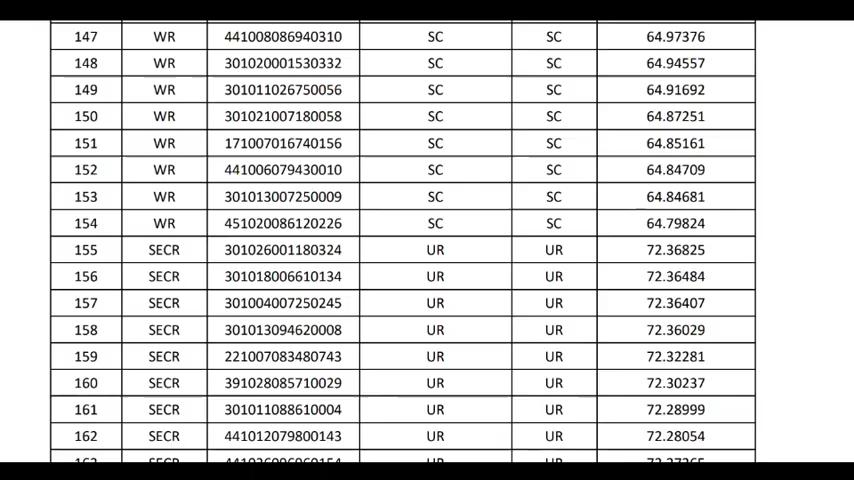 147 WR 441008086940310 SC SC 64.97376
148 WR 301020001530332 SC SC 64.94557
149 WR 301011026750056 SC SC 64.91692
150 WR 301021007180058 SC SC 64.87251
151 WR 171007016740156 SC SC 64.85161
152 WR 441006079430010 SC SC 64.84709
153 WR 301013007250009 SC SC 64.84681
154 WR 451020086120226 SC SC 64.79824
155 SECR 301026001180324 UR UR 72.36825
156 SECR 301018006610134 UR UR 72.36484
157 SECR 301004007250245 UR UR 72.36407
158 SECR 301013094620008 UR UR 72.36029
159 SECR 221007083480743 UR UR 72.32281
160 SECR 391028085710029 UR UR 72.30237
161 SECR 301011088610004 UR UR 72.28999
162 SECR 441012079800143 UR UR 72.28054
SECR UR UR